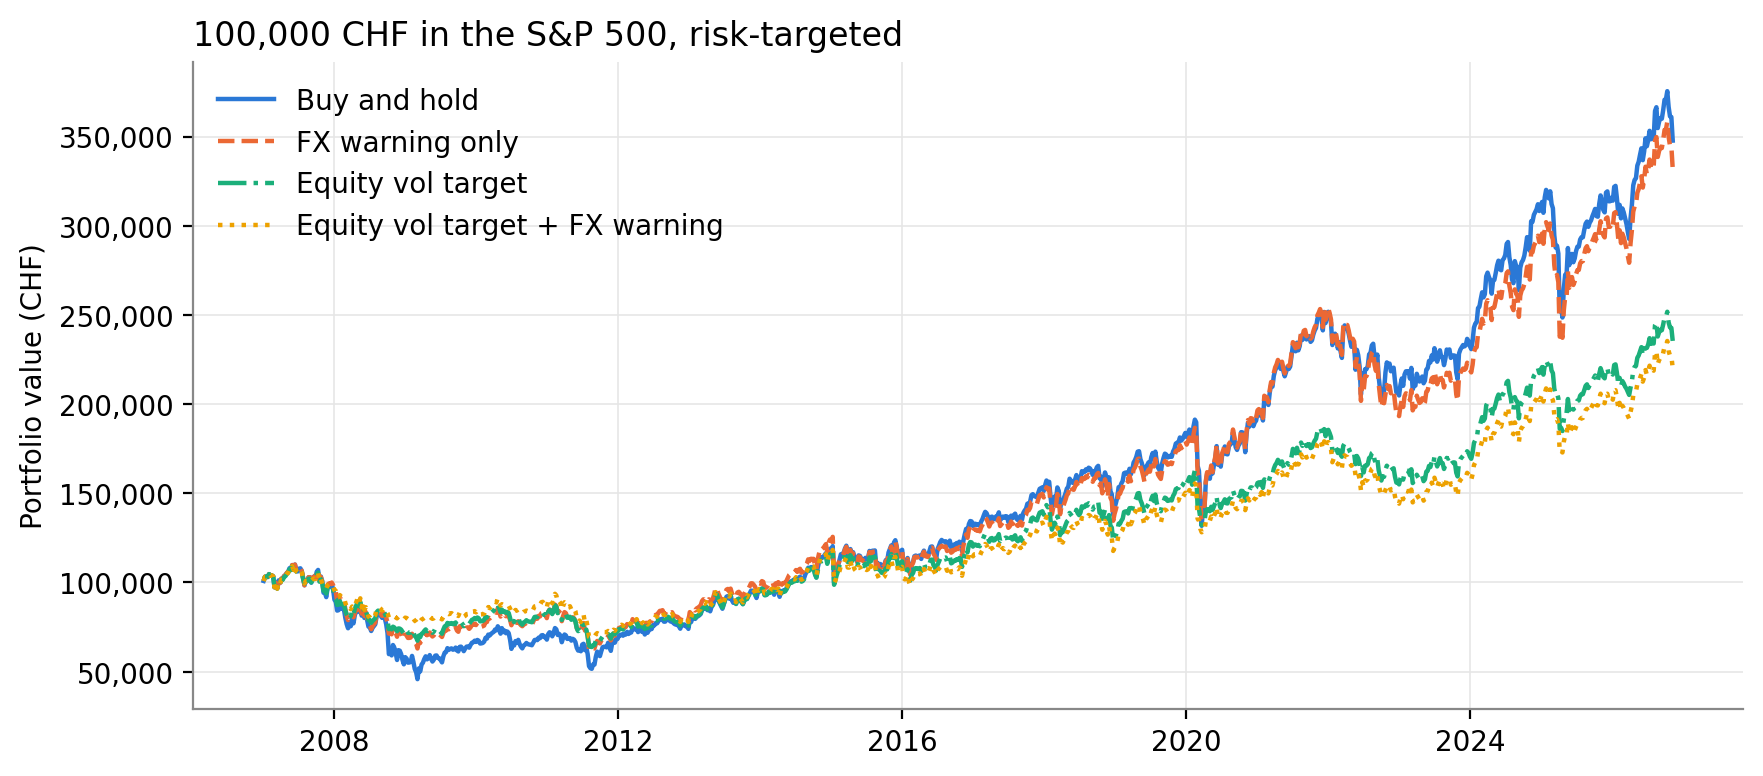 100,000 CHF in the S&P 500, risk-targeted
Buy and hold
FX warning only
Equity vol target
Equity vol target + FX warning
Portfolio value (CHF)
350,000
300,000
250,000
200,000
150,000
100,000
50,000
2008
2012
2016
2020
2024